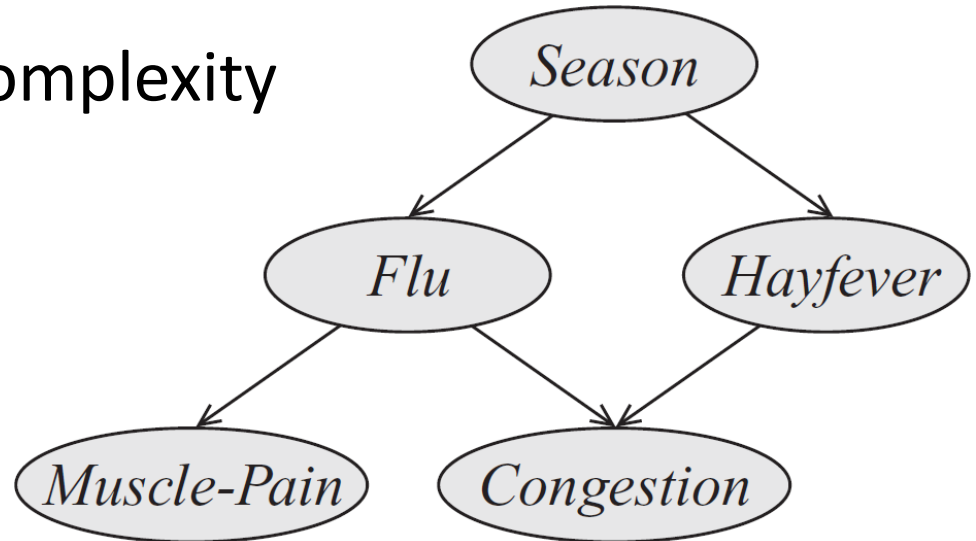 omplexity
Season
Flu
Hayfever
Muscle-Pain
Congestion